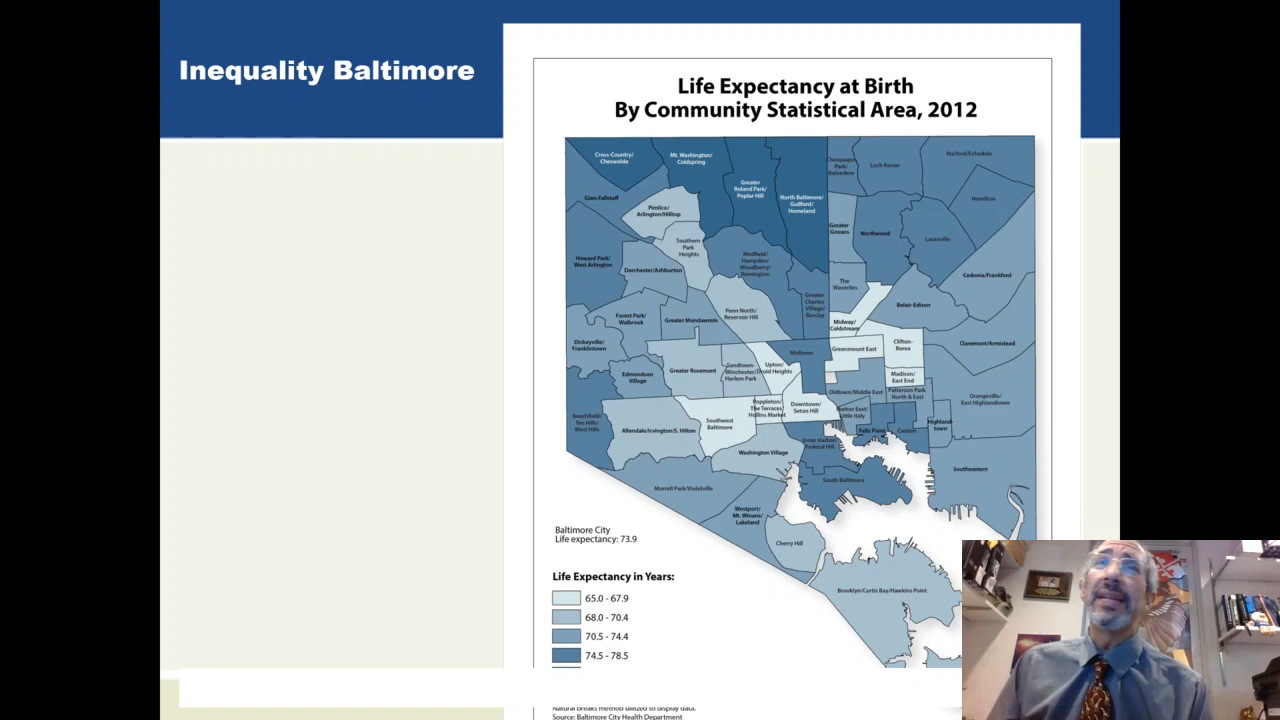 Inequality Baltimore
Life Expectancy at Birth
By Community Statistical Area, 2012
Cross-Country/
Cheswolde
Mt. Washington/
Coldspring
Greater
Roland Park/
Poplar Hill
North Baltimore/
Guilford/
Homeland
Chinquapin
Park/
Belvedere
Loch Raven
Harford/Echodale
Glen-Fallstaff
Pimlico/
Arlington/Hilltop
Hamilton
Greater
Govans
Northwood
Lauraville
Southern
Park
Heights
Howard Park/
West Arlington
Dorchester/Ashburton
Medfield/
Hampden/
Woodberry/
Remington
Cedonia/Frankford
The
Waverlies
Greater
Charles
Village/
Barclay
Belair-Edison
Forest Park/
Walbrook
Greater Mondawmin
Penn North/
Reservoir Hill
Midway/
Coldstream
Dickeyville/
Franklintown
Midtown
Greenmount East
Clifton-
Berea
Claremont/Armistead
Edmondson
Village
Greater Rosemont
Sandtown-
Winchester/
Harlem Park
Upton/
Druid Heights
Madison/
East End
Oldtown/Middle East
Patterson Park
North & East
Orangeville/
East Highlandtown
Beechfield/
Ten Hills/
West Hills
Allendale/Irvington/S. Hilton
Southwest
Baltimore
Poppleton/
The Terraces/
Hollins Market
Downtown/
Seton Hill
Harbor East/
Little Italy
Fells Point
Canton
Highland-
town
Washington Village
Inner Harbor/
Federal Hill
Southeastern
South Baltimore
Morrell Park/Violetville
Westport/
Mt. Winans/
Lakeland
Cherry Hill
Brooklyn/Curtis Bay/Hawkins Point
Baltimore City
Life expectancy: 73.9
Life Expectancy in Years:
65.0 - 67.9
68.0 - 70.4
70.5 - 74.4
74.5 - 78.5
Natural breaks method utilized to display data.
Source: Baltimore City Health Department